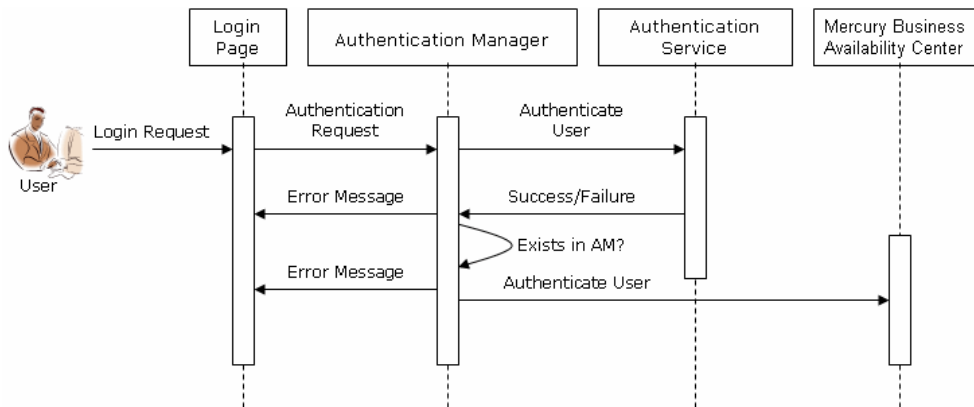 Login
Page
Authentication Manager
Authentication
Service
Mercury Business
Availability Center
Login Request
User
Authentication
Request
Authenticate
User
Error Message
Success/Failure
Exists in AM?
Error Message
Authenticate User